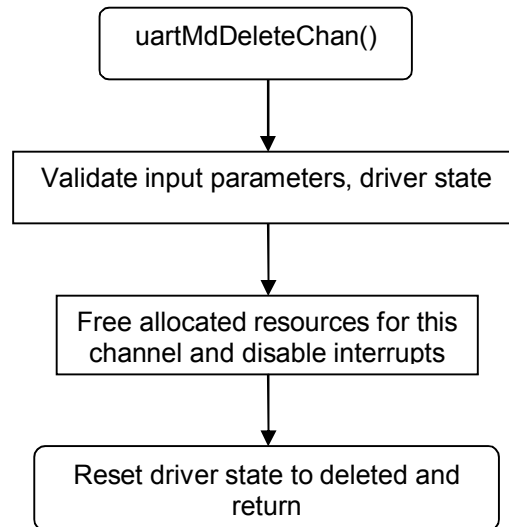 uartMdDeleteChan()
Validate input parameters, driver state
Free allocated resources for this
channel and disable interrupts
Reset driver state to deleted and
return